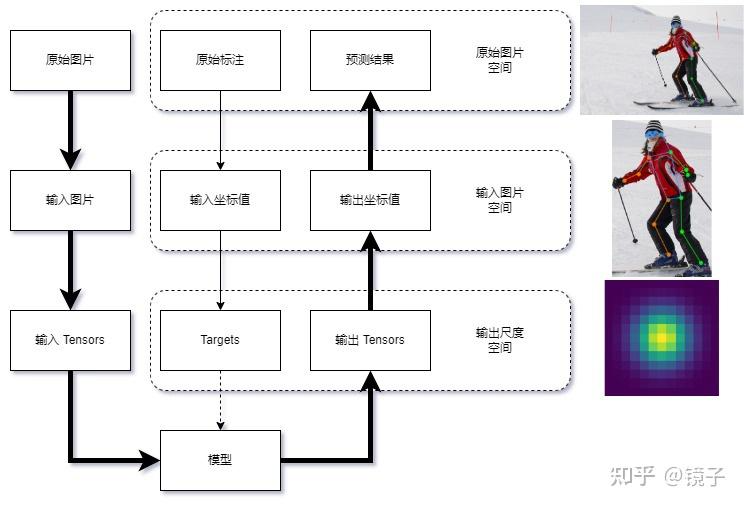 原始图片
原始标注
预测结果
原始图片
空间
输入图片
输入坐标值
输出坐标值
输入图片
空间
输入 Tensors
Targets
输出 Tensors
输出尺度
空间
模型
知乎 @镜子